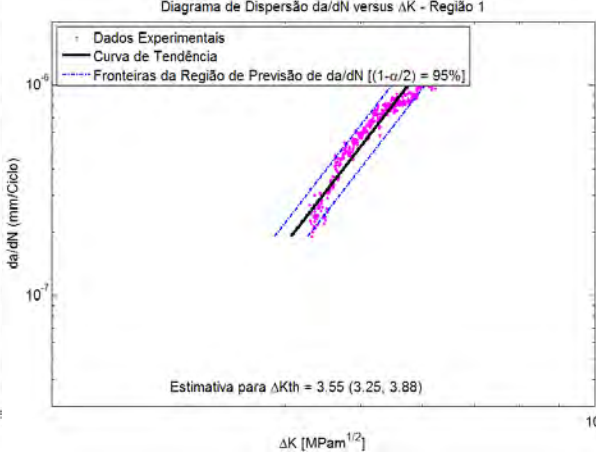 Diagrama de Dispersão da/dN versus ΔK - Região 1
Dados Experimentais
Curva de Tendência
Fronteiras da Região de Previsão de da/dN [(1-α/2) = 95%]
10⁻⁶
da/dN (mm/Ciclo)
10⁻⁷
Estimativa para ΔKth = 3.55 (3.25, 3.88)
10
ΔK [MPam^1/2]